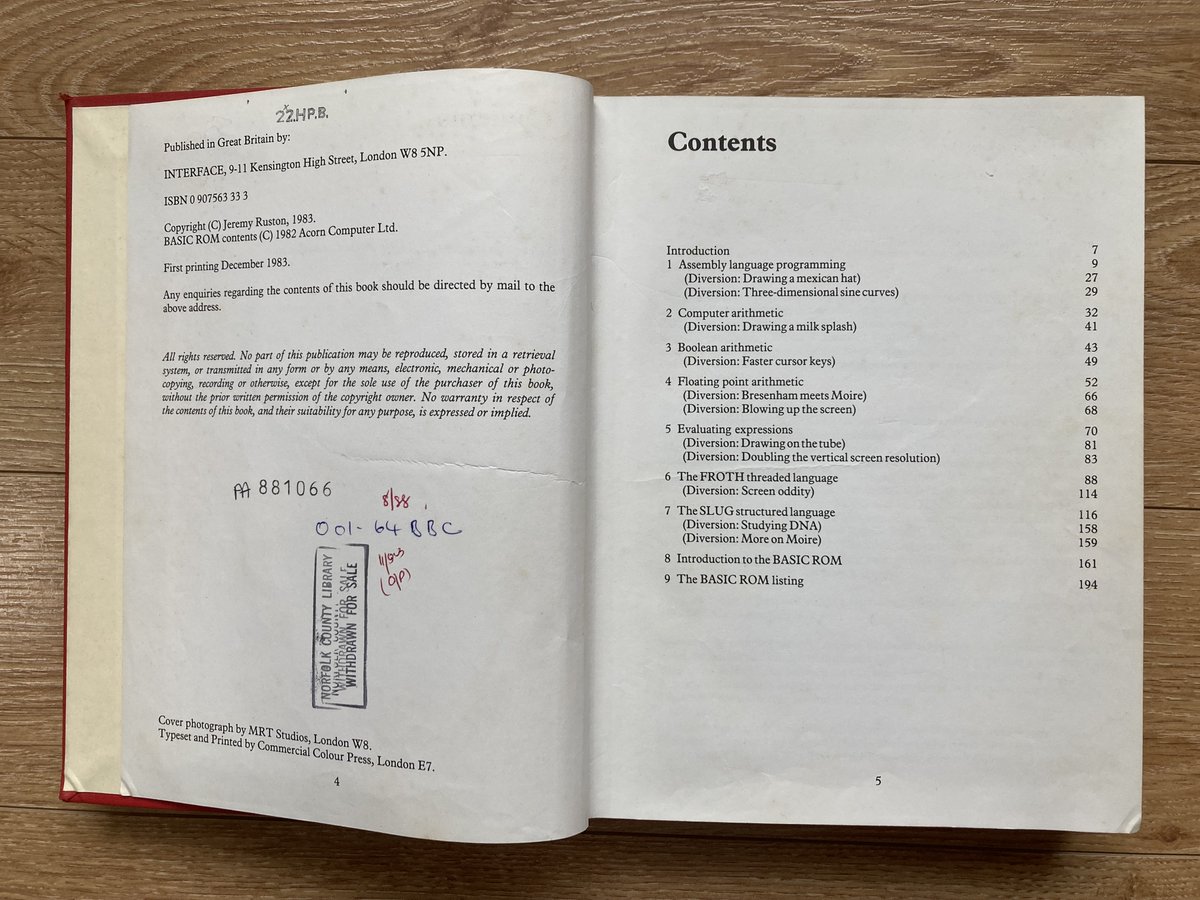 22.H.P.B.
Published in Great Britain by:
INTERFACE, 9-11 Kensington High Street, London W8 5NP.
ISBN 0 907563 33 3
Copyright (C) Jeremy Ruston, 1983.
BASIC ROM contents (C) 1982 Acorn Computer Ltd.
First printing December 1983.
Any enquiries regarding the contents of this book should be directed by mail to the
above address.
All rights reserved. No part of this publication may be reproduced, stored in a retrieval
system, or transmitted in any form or by any means, electronic, mechanical or photo-
copying, recording or otherwise, except for the sole use of the purchaser of this book,
without the prior written permission of the copyright owner. No warranty in respect of
the contents of this book, and their suitability for any purpose, is expressed or implied.
AA 881066
8/88
001-64 BBC
(O/P)
NORFOLK COUNTY LIBRARY
WITHDRAWN FOR SALE
WITHDRAWN FOR SALE
Cover photograph by MRT Studios, London W8.
Typeset and Printed by Commercial Colour Press, London E7.
4
Contents
Introduction 7
1 Assembly language programming 9
(Diversion: Drawing a mexican hat) 27
(Diversion: Three-dimensional sine curves) 29
2 Computer arithmetic 32
(Diversion: Drawing a milk splash) 41
3 Boolean arithmetic 43
(Diversion: Faster cursor keys) 49
4 Floating point arithmetic 52
(Diversion: Bresenham meets Moire) 66
(Diversion: Blowing up the screen) 68
5 Evaluating expressions 70
(Diversion: Drawing on the tube) 81
(Diversion: Doubling the vertical screen resolution) 83
6 The FROTH threaded language 88
(Diversion: Screen oddity) 114
7 The SLUG structured language 116
(Diversion: Studying DNA) 158
(Diversion: More on Moire) 159
8 Introduction to the BASIC ROM 161
9 The BASIC ROM listing 194
5